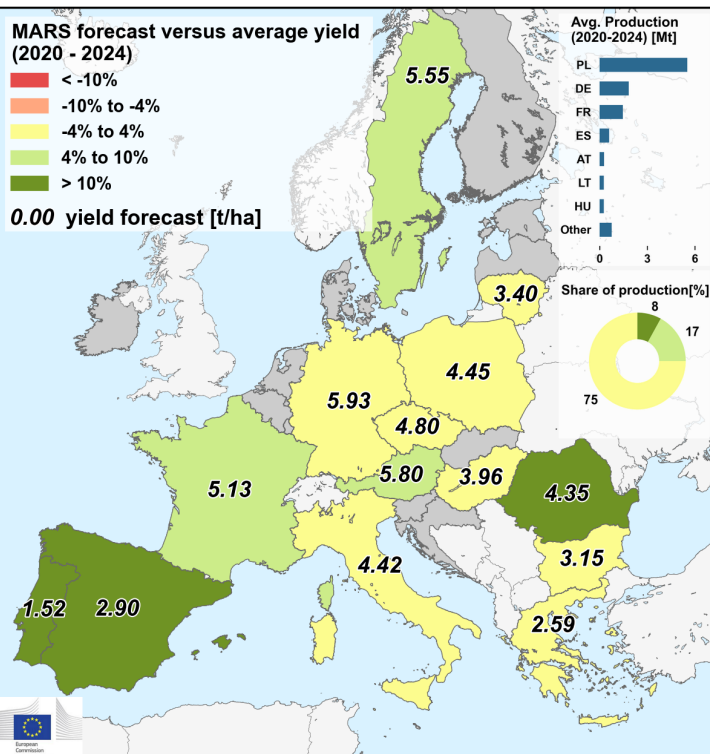 MARS forecast versus average yield
(2020 - 2024)
< -10%
-10% to -4%
-4% to 4%
4% to 10%
> 10%
0.00 yield forecast [t/ha]
Avg. Production
(2020-2024) [Mt]
PL
DE
FR
ES
AT
LT
HU
Other
0 3 6
Share of production[%]
8
17
75
5.55
3.40
4.45
5.93
4.80
5.80
3.96
5.13
4.35
4.42
3.15
1.52
2.90
2.59
European
Commission